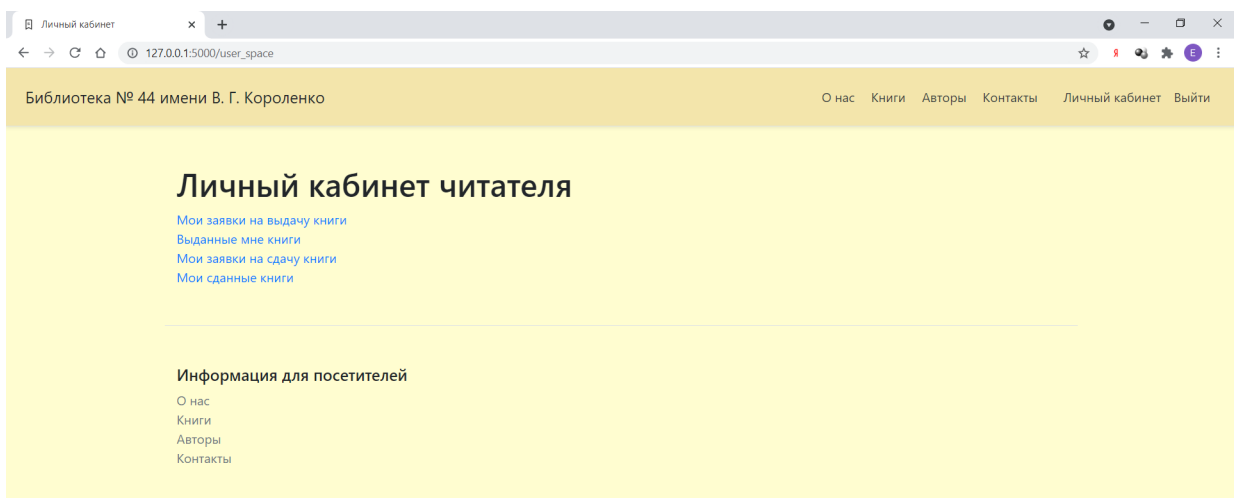 Личный кабинет
127.0.0.1:5000/user_space
Я
E
Библиотека № 44 имени В. Г. Короленко
О нас Книги Авторы Контакты Личный кабинет Выйти
Личный кабинет читателя
Мои заявки на выдачу книги
Выданные мне книги
Мои заявки на сдачу книги
Мои сданные книги
Информация для посетителей
О нас
Книги
Авторы
Контакты